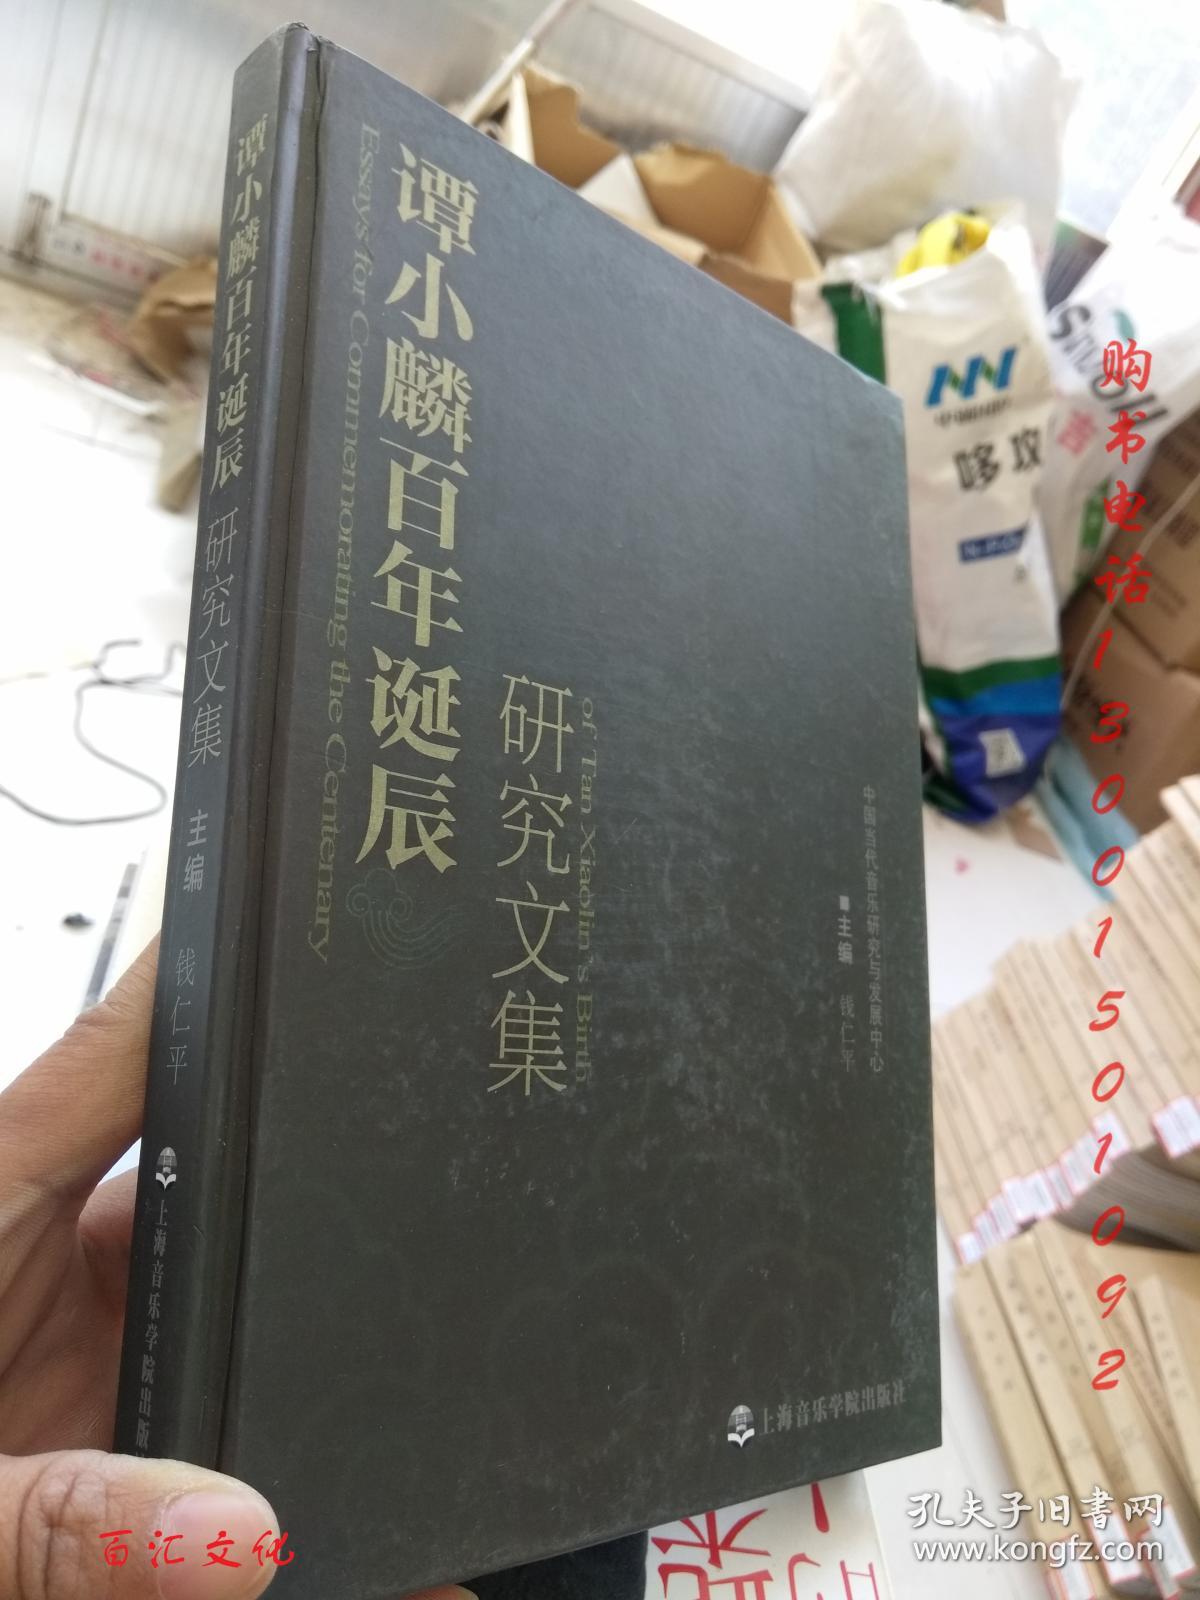 谭小麟百年诞辰
研究文集
主编
钱仁平
上海音乐学院出版
谭小麟百年诞辰
Essays for Commemorating the Centenary
研究文集
of Tan Xiaolin's Birth
中国当代音乐研究与发展中心
■主编 钱仁平
上海音乐学院出版社
哆攻
购书电话13001501092
百汇文化
孔夫子旧书网
www.kongfz.com